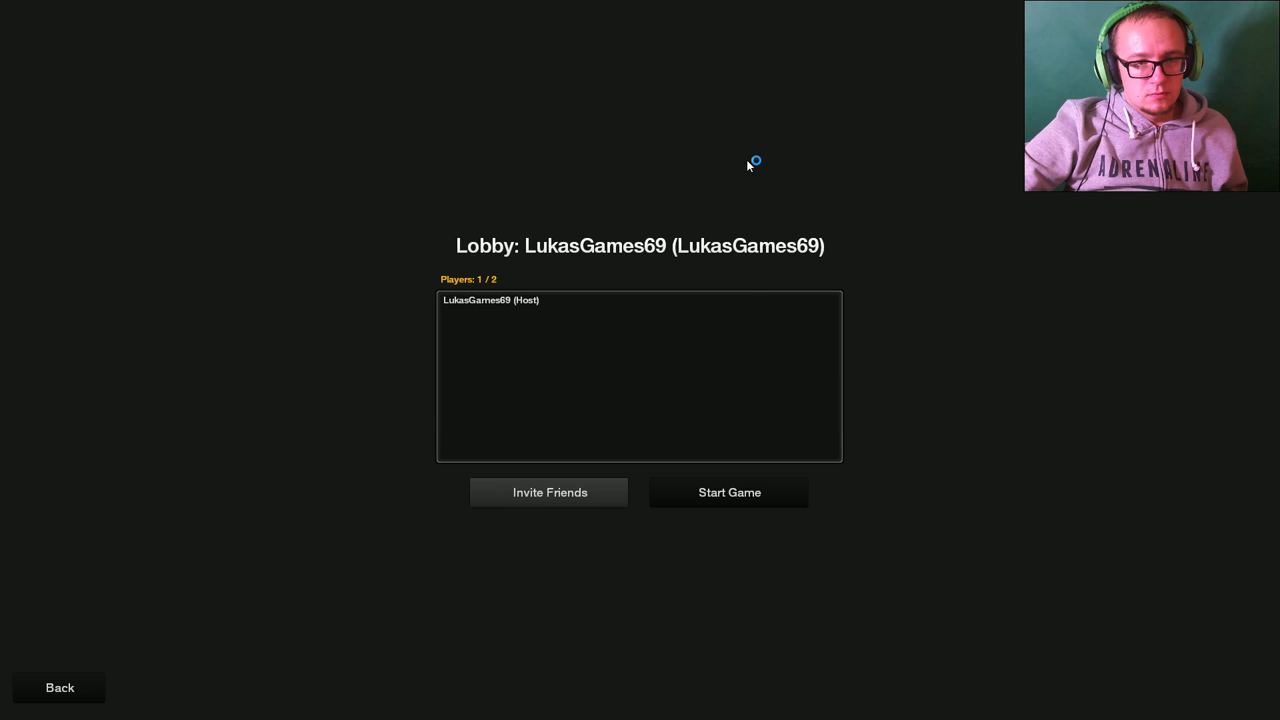 ADRENALINE
Lobby: LukasGames69 (LukasGames69)
Players: 1 / 2
LukasGames69 (Host)
Invite Friends
Start Game
Back